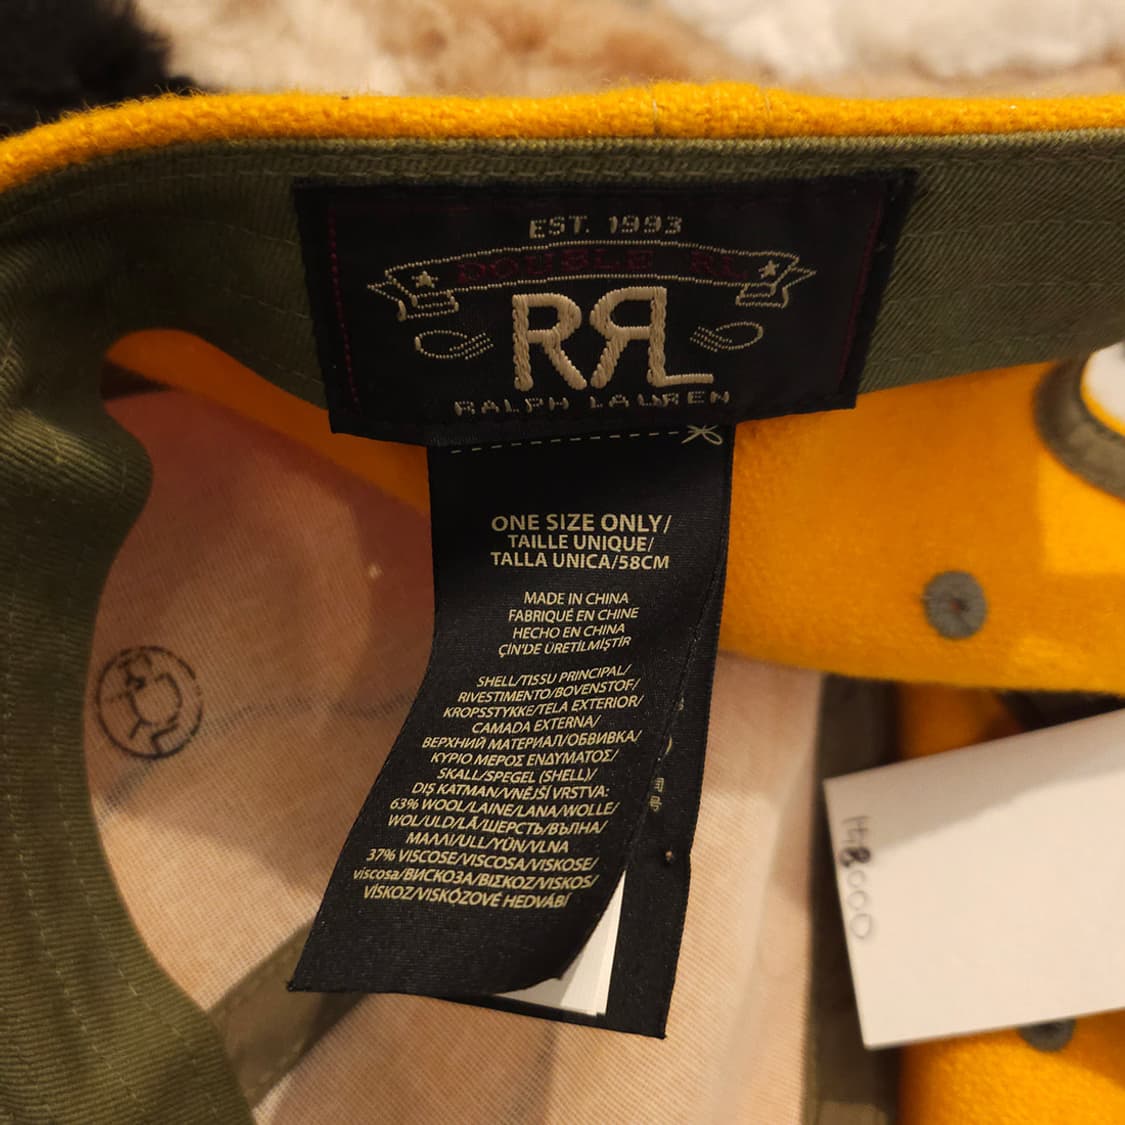 EST. 1993
DOUBLE RL
RRL
RALPH LAUREN
ONE SIZE ONLY/
TAILLE UNIQUE/
TALLA UNICA/58CM
MADE IN CHINA
FABRIQUÉ EN CHINE
HECHO EN CHINA
ÇİN'DE ÜRETİLMİŞTİR
SHELL/TISSU PRINCIPAL/
RIVESTIMENTO/BOVENSTOF/
KROPSSTYKKE/TELA EXTERIOR/
CAMADA EXTERNA/
ВЕРХНИЙ МАТЕРИАЛ/ОБВИВКА/
ΚΥΡΙΟ ΜΕΡΟΣ ΕΝΔΥΜΑΤΟΣ/
SKALL/SPEGEL (SHELL)/
DIŞ KATMAN/VNĚJŠÍ VRSTVA:
63% WOOL/LAINE/LANA/WOLLE/
WOL/ULD/LÃ/ШЕРСТЬ/ВЪЛНА/
ΜΑΛΛΙ/ULL/YÜN/VLNA
37% VISCOSE/VISCOSA/VISKOSE/
viscosa/ВИСКОЗА/ΒΙΣΚΟΖ/VISKOS/
VİSKOZ/VISKÓZOVÉ HEDVÁBÍ
8000